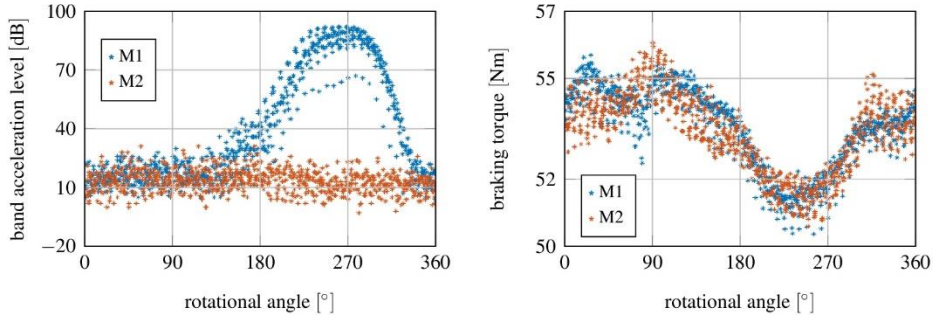 100
70
40
10
−20
0 90 180 270 360
band acceleration level [dB]
rotational angle [°]
M1
M2
57
55
52
50
0 90 180 270 360
braking torque [Nm]
rotational angle [°]
M1
M2